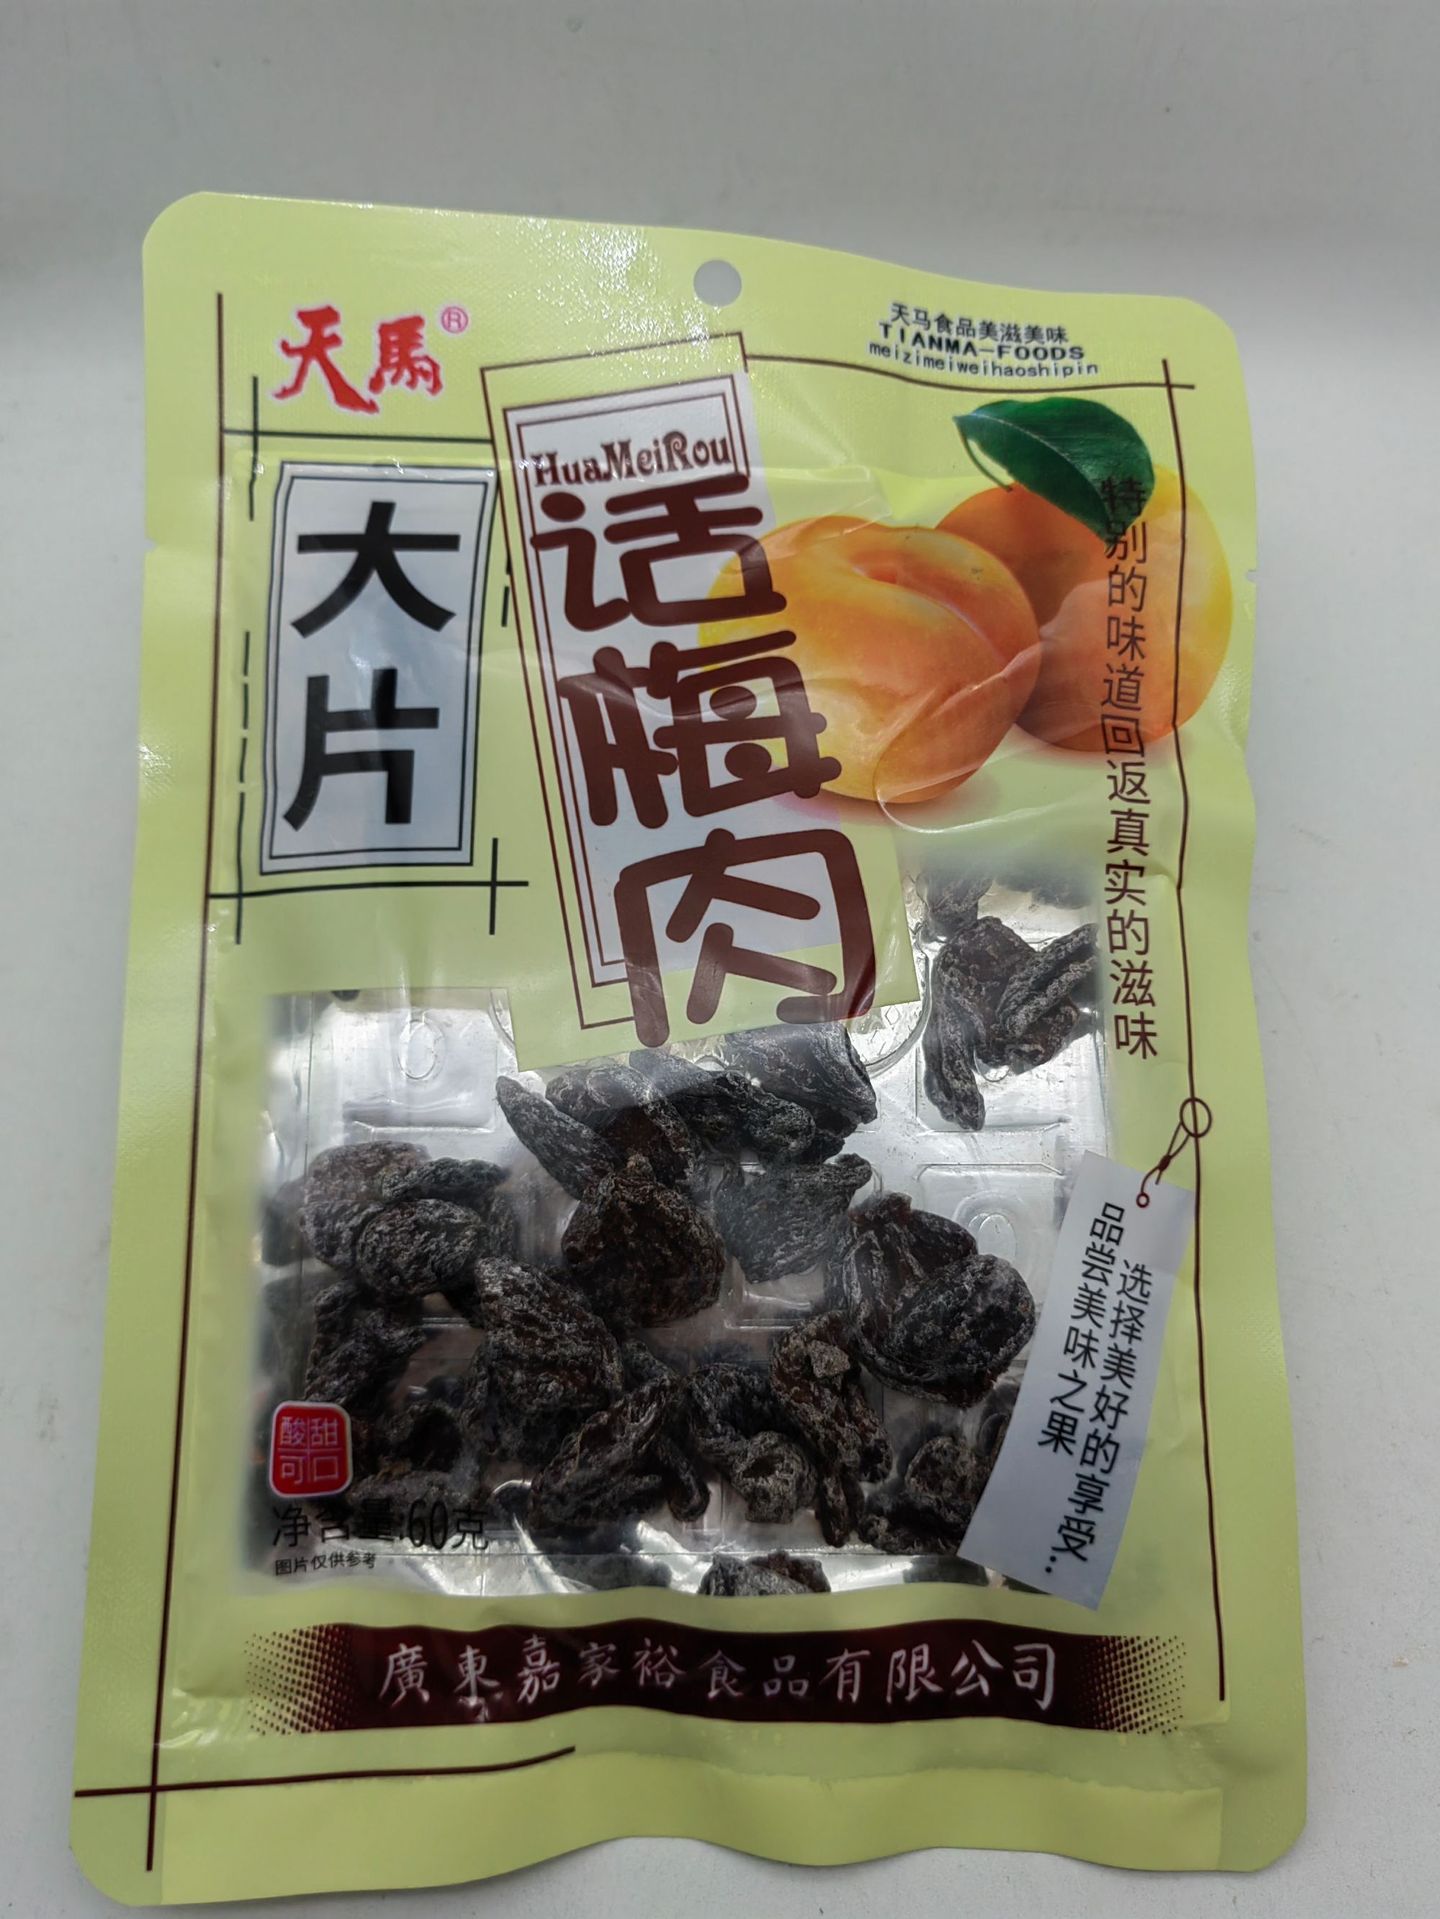 天馬®
天马食品美滋美味
TIANMA-FOODS
meizimeiweihaoshipin
HuaMeiRou
话梅肉
大片
特别的味道回返真实的滋味
选择美好的享受...
品尝美味之果
酸甜
可口
净含量:60克
图片仅供参考
廣東嘉家裕食品有限公司